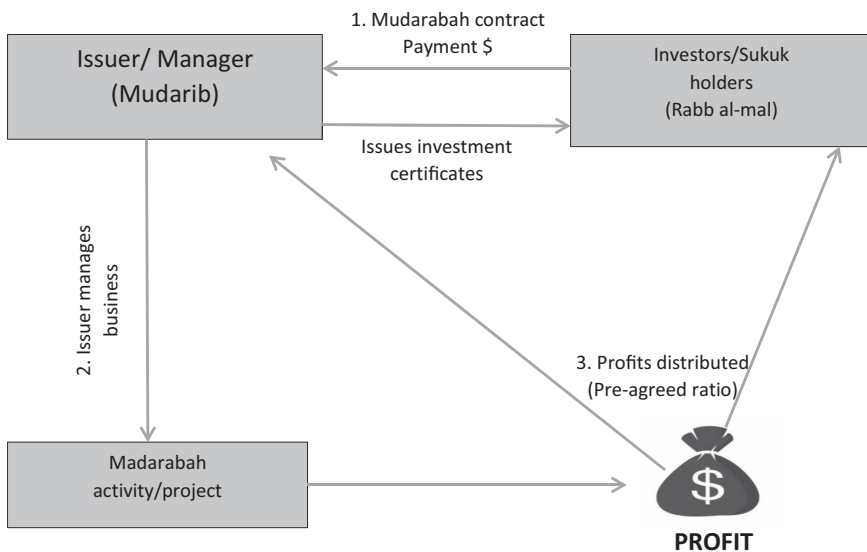 1. Mudarabah contract
Payment $
Issuer/ Manager
(Mudarib)
Investors/Sukuk
holders
(Rabb al-mal)
Issues investment
certificates
2. Issuer manages
business
3. Profits distributed
(Pre-agreed ratio)
Madarabah
activity/project
$
PROFIT